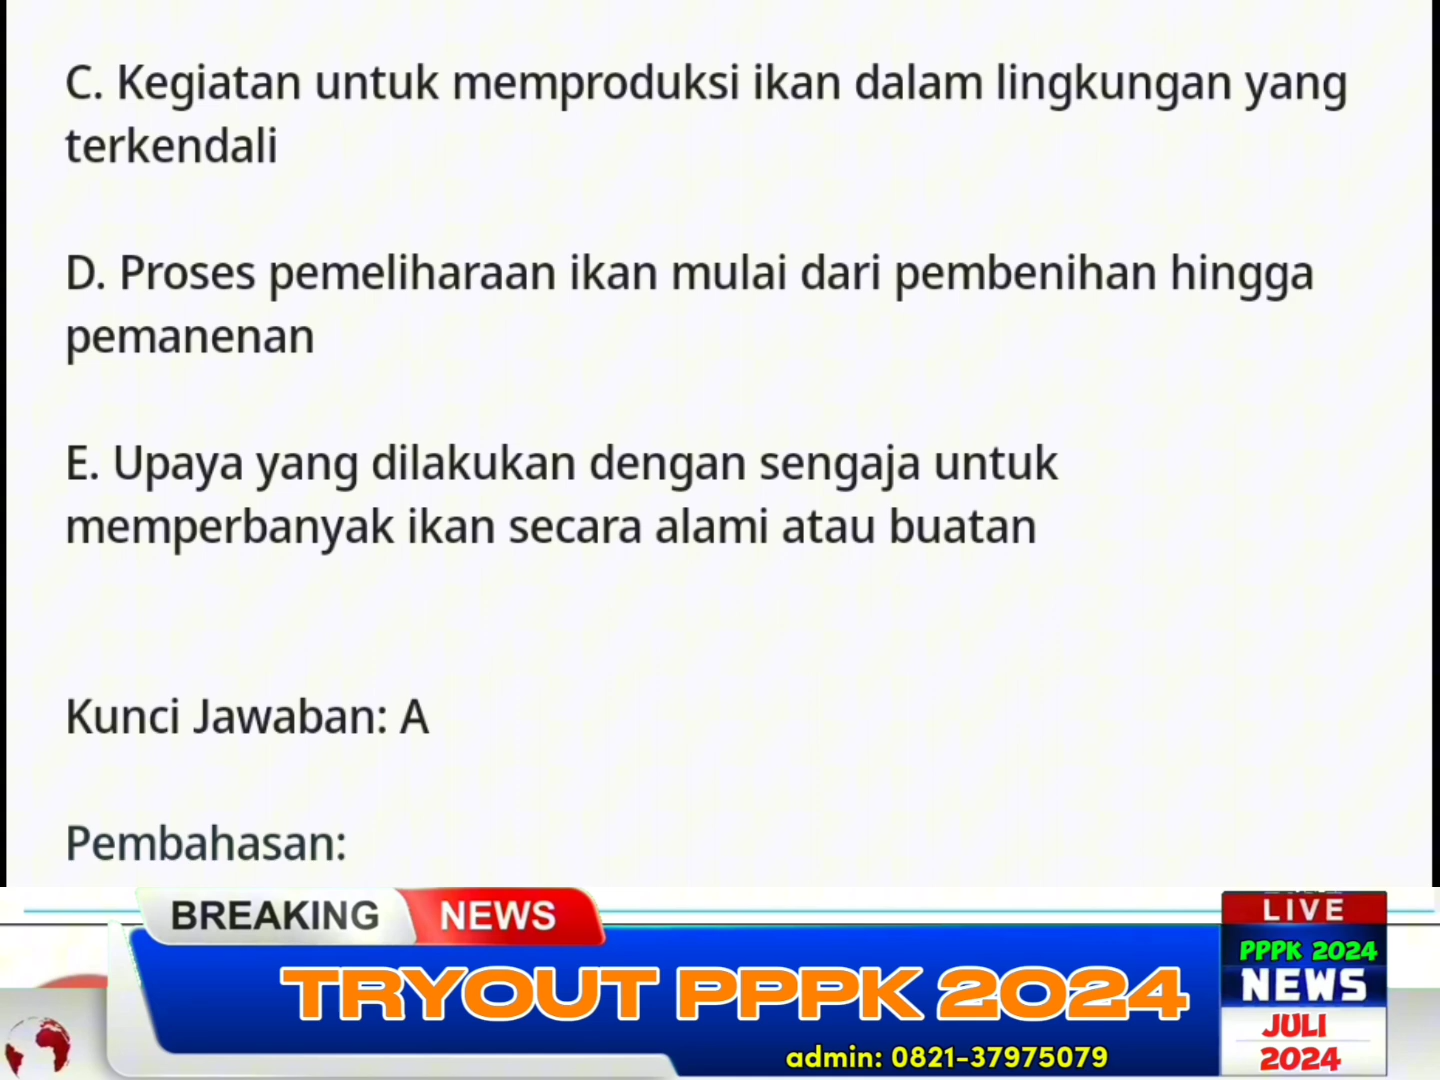 C. Kegiatan untuk memproduksi ikan dalam lingkungan yang
terkendali
D. Proses pemeliharaan ikan mulai dari pembenihan hingga
pemanenan
E. Upaya yang dilakukan dengan sengaja untuk
memperbanyak ikan secara alami atau buatan
Kunci Jawaban: A
Pembahasan:
BREAKING NEWS
TRYOUT PPPK 2024
admin: 0821-37975079
LIVE
PPPK 2024
NEWS
JULI
2024